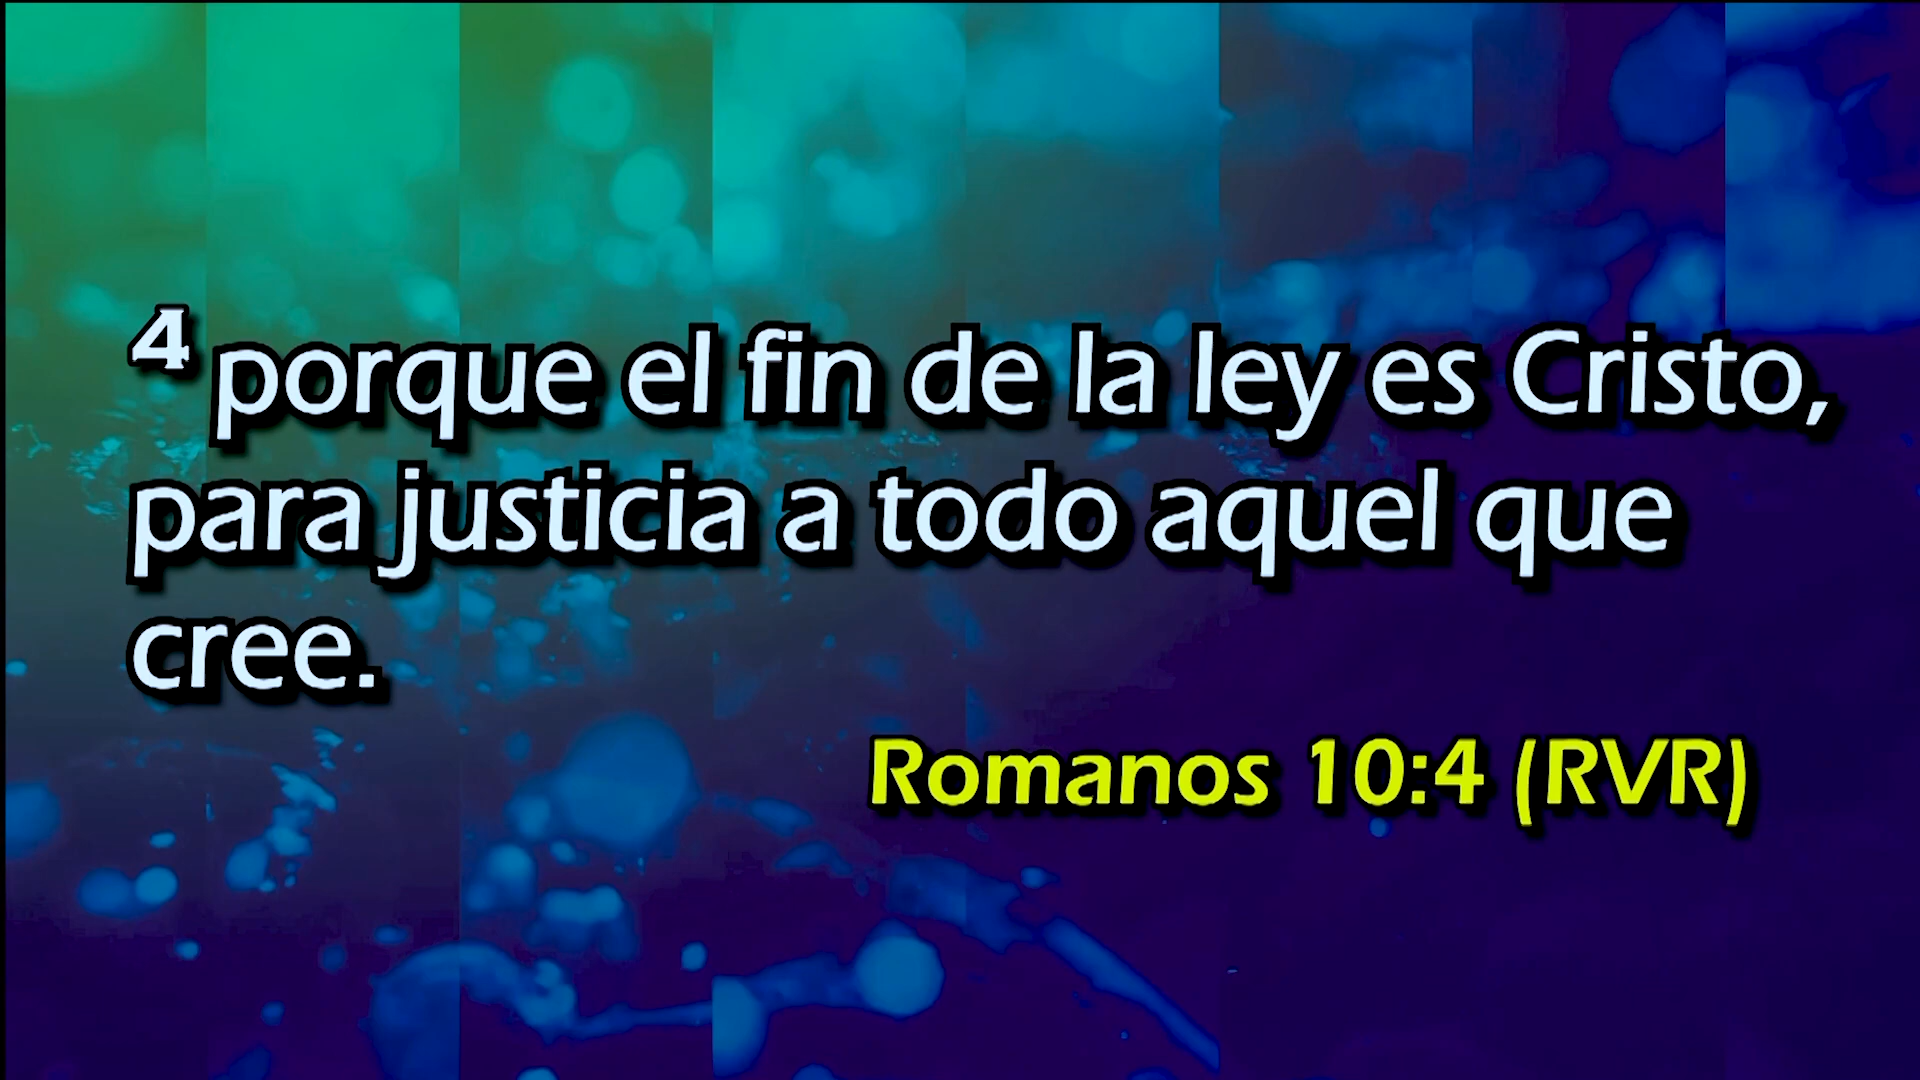 4 porque el fin de la ley es Cristo,
para justicia a todo aquel que
cree.
Romanos 10:4 (RVR)